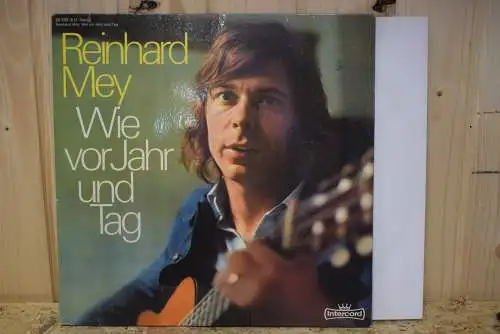 Reinhard
Mey
Wie
vor Jahr
und
Tag
Intercord